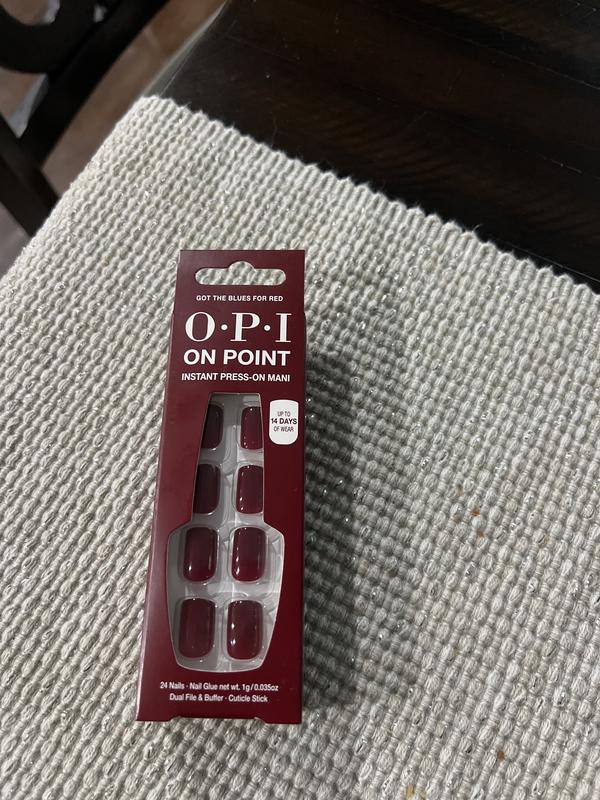 GOT THE BLUES FOR RED
O·P·I
ON POINT
INSTANT PRESS-ON MANI
UP TO
14 DAYS
OF WEAR
24 Nails · Nail Glue net wt. 1g/0.035oz
Dual File & Buffer · Cuticle Stick